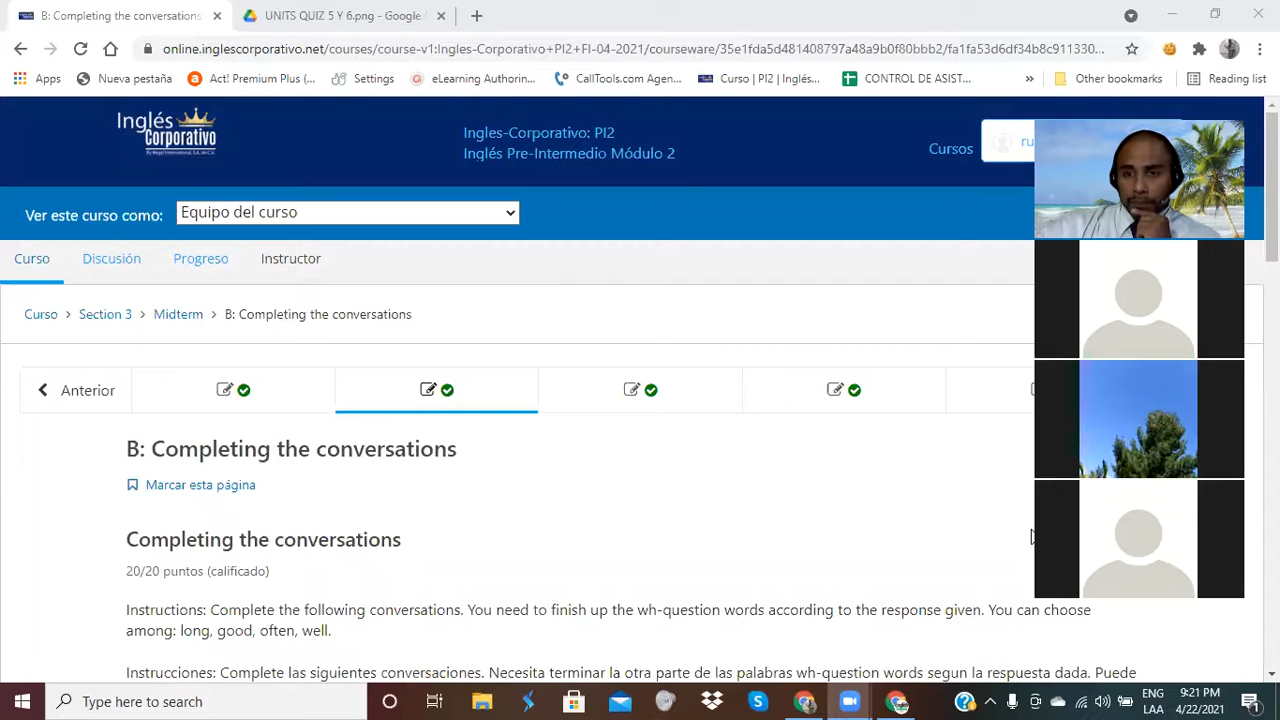 B: Completing the conversations
UNITS QUIZ 5 Y 6.png - Google
online.inglescorporativo.net/courses/course-v1:Ingles-Corporativo+PI2+FI-04-2021/courseware/35e1fda5d481408797a48a9b0f80bbb2/fa1fa53d6df34b8c911330...
Apps
Nueva pestaña
Act! Premium Plus (...
Settings
eLearning Authorin...
CallTools.com Agen...
Curso | PI2 | Inglés...
CONTROL DE ASIST...
»
Other bookmarks
Reading list
Inglés
Corporativo
Ingles-Corporativo: PI2
Inglés Pre-Intermedio Módulo 2
Cursos
ru
Ver este curso como:
Equipo del curso
Curso
Discusión
Progreso
Instructor
Curso > Section 3 > Midterm > B: Completing the conversations
Anterior
B: Completing the conversations
Marcar esta página
Completing the conversations
20/20 puntos (calificado)
Instructions: Complete the following conversations. You need to finish up the wh-question words according to the response given. You can choose
among: long, good, often, well.
Instrucciones: Complete las siguientes conversaciones. Necesita terminar la otra parte de las palabras wh-question words segun la respuesta dada. Puede
Type here to search
ENG
LAA
9:21 PM
4/22/2021
1